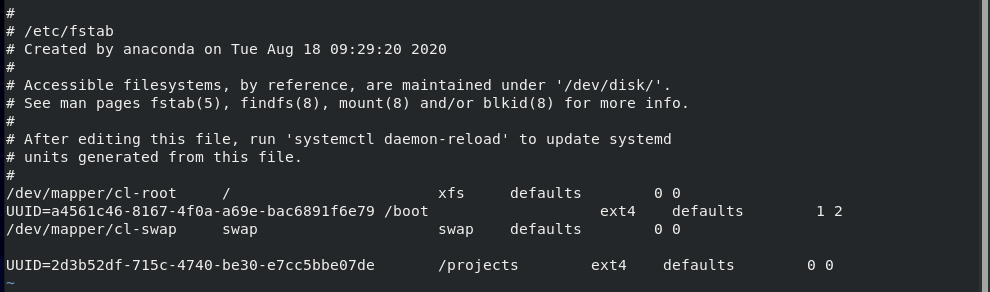 #
# /etc/fstab
# Created by anaconda on Tue Aug 18 09:29:20 2020
#
# Accessible filesystems, by reference, are maintained under '/dev/disk/'.
# See man pages fstab(5), findfs(8), mount(8) and/or blkid(8) for more info.
#
# After editing this file, run 'systemctl daemon-reload' to update systemd
# units generated from this file.
#
/dev/mapper/cl-root     /                       xfs     defaults        0 0
UUID=a4561c46-8167-4f0a-a69e-bac6891f6e79 /boot                   ext4    defaults        1 2
/dev/mapper/cl-swap     swap                    swap    defaults        0 0

UUID=2d3b52df-715c-4740-be30-e7cc5bbe07de       /projects        ext4    defaults        0 0
~